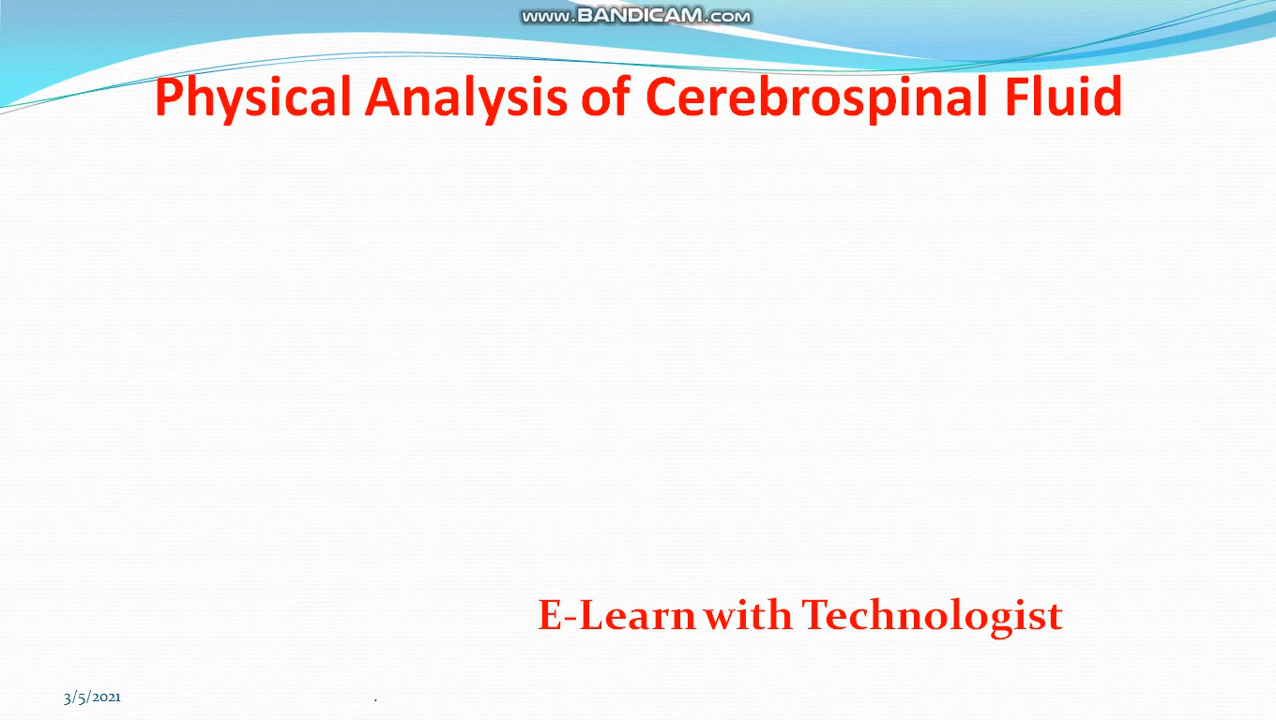 www.BANDICAM.com
Physical Analysis of Cerebrospinal Fluid
E-Learn with Technologist
3/5/2021
.